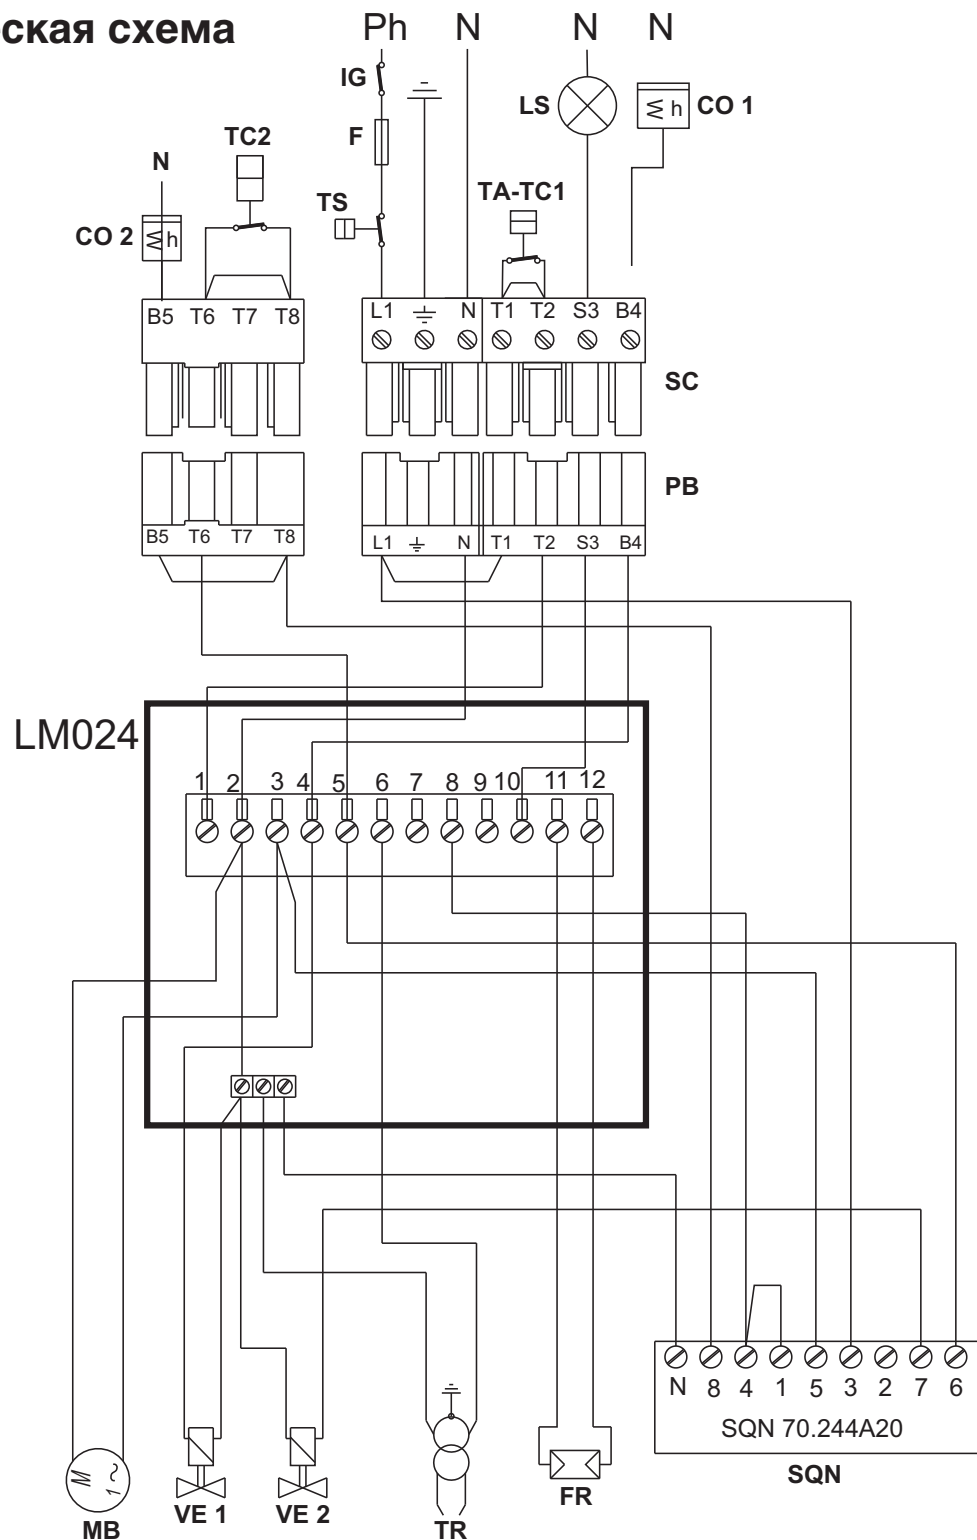 еская схема
Ph N N N
IG
LS
h CO 1
F
TC2
N
TS
TA-TC1
CO 2 h
B5 T6 T7 T8
L1 N T1 T2 S3 B4
SC
PB
B5 T6 T7 T8
L1 N T1 T2 S3 B4
LM024
1 2 3 4 5 6 7 8 9 10 11 12
N 8 4 1 5 3 2 7 6
SQN 70.244A20
SQN
M 1~
VE 1
VE 2
FR
MB
TR